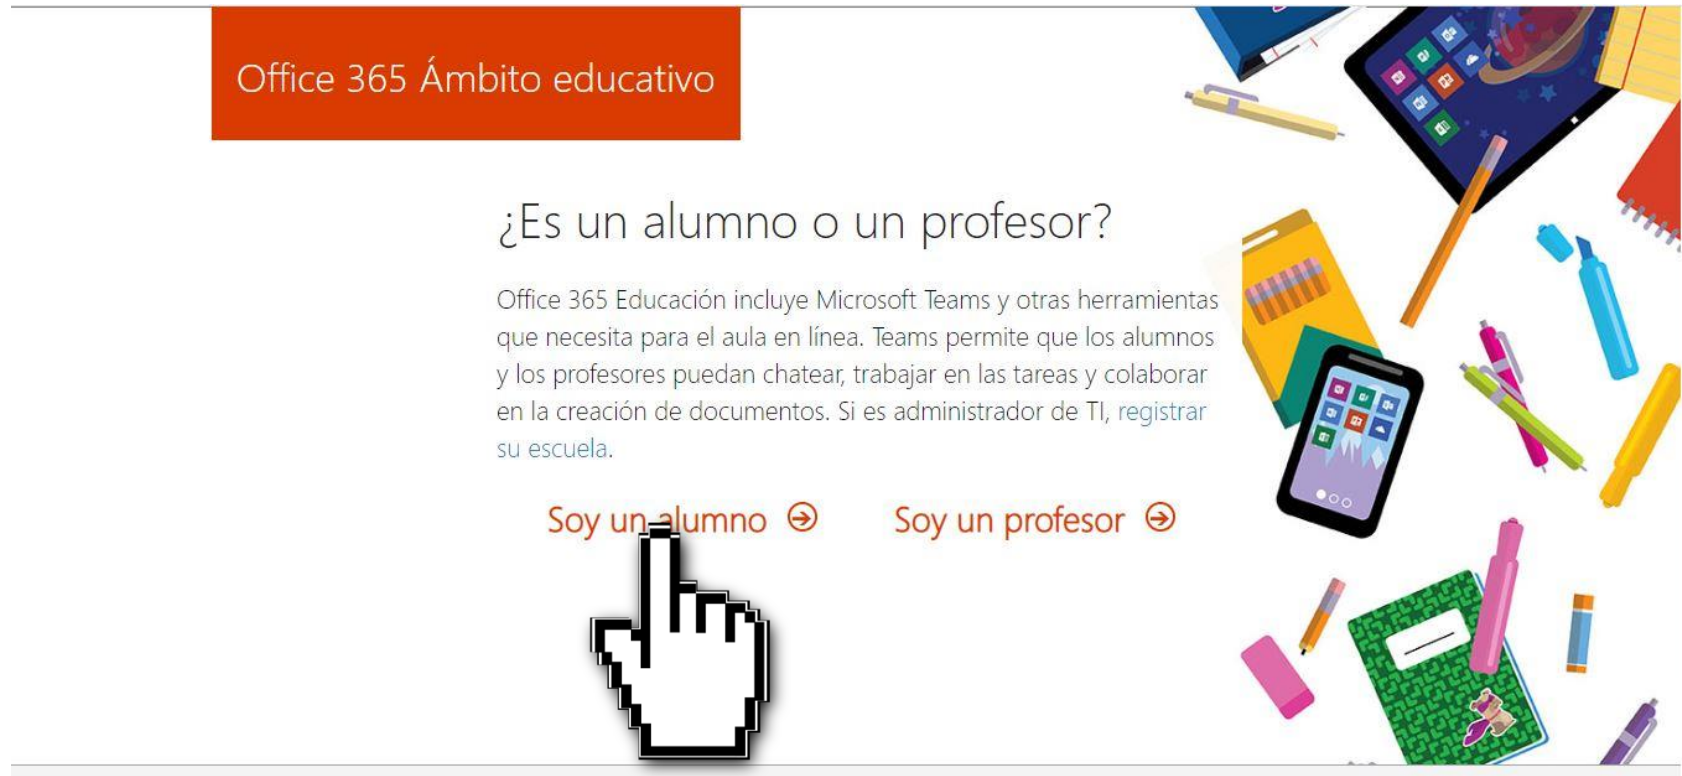 Office 365 Ámbito educativo
¿Es un alumno o un profesor?
Office 365 Educación incluye Microsoft Teams y otras herramientas
que necesita para el aula en línea. Teams permite que los alumnos
y los profesores puedan chatear, trabajar en las tareas y colaborar
en la creación de documentos. Si es administrador de TI, registrar
su escuela.
Soy un alumno
Soy un profesor